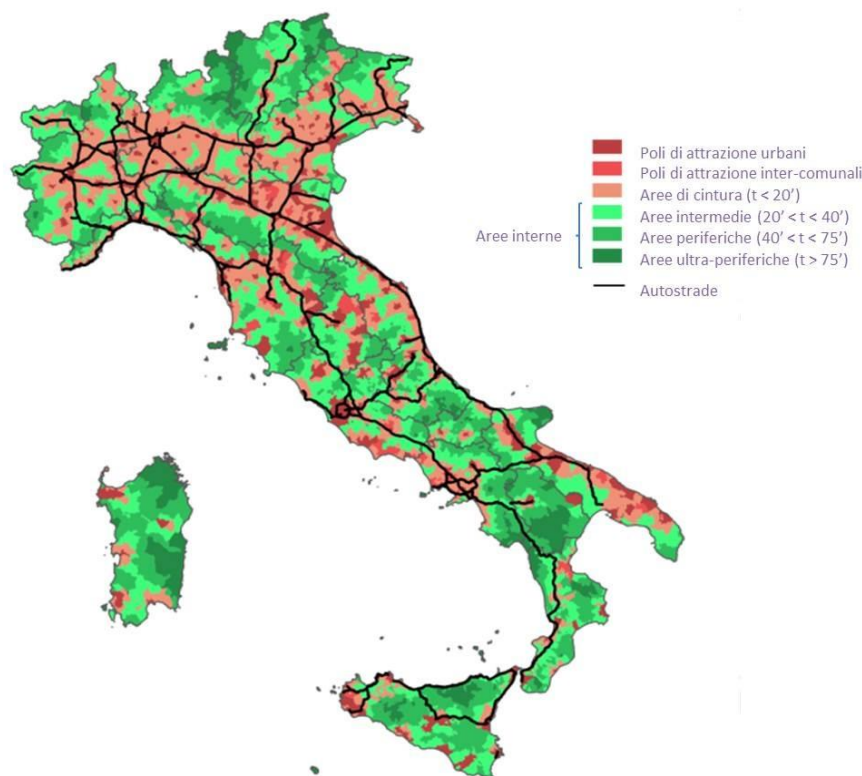 Poli di attrazione urbani
Poli di attrazione inter-comunali
Aree di cintura (t < 20’)
Aree interne
Aree intermedie (20’ < t < 40’)
Aree periferiche (40’ < t < 75’)
Aree ultra-periferiche (t > 75’)
Autostrade